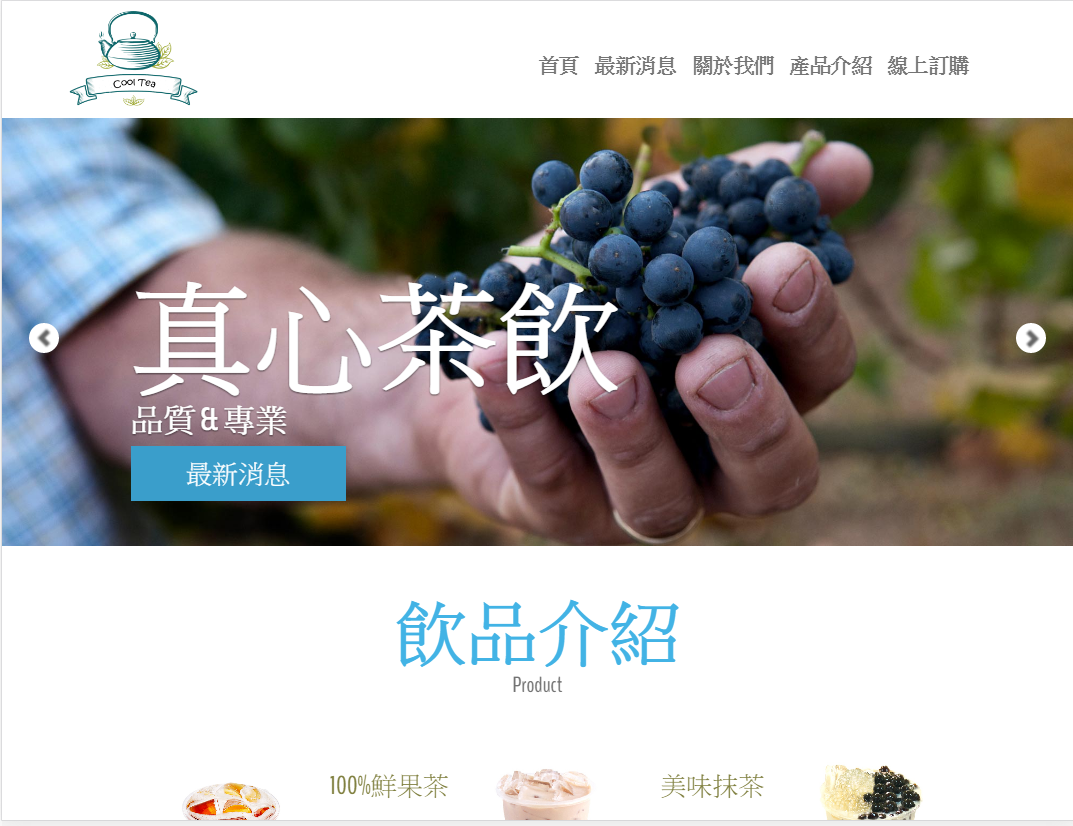 Cool Tea
首頁 最新消息 關於我們 產品介紹 線上訂購
真心茶飲
品質 & 專業
最新消息
飲品介紹
Product
100%鮮果茶
美味抹茶